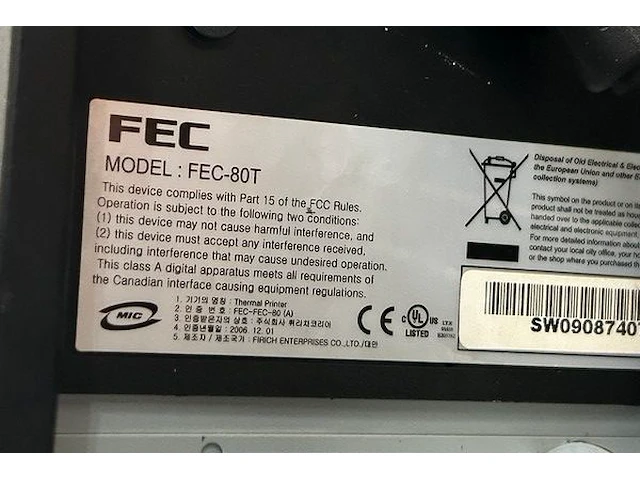 FEC
MODEL : FEC-80T
This device complies with Part 15 of the FCC Rules.
Operation is subject to the following two conditions:
(1) this device may not cause harmful interference, and
(2) this device must accept any interference received,
including interference that may cause undesired operation.
This class A digital apparatus meets all requirements of
the Canadian interface causing equipment regulations.
MIC
1. 기기의 명칭 : Thermal Printer
2. 인증 번호 : FEC-FEC-80 (A)
3. 인증받은자의 상호 : 주식회사 휘리치코리아
4. 인증년월일 : 2006. 12. 01
5. 제조자 / 제조국가 : FIRICH ENTERPRISES CO., LTD./대만
CE
c UL US
LISTED
Disposal of Old Electrical & Elec
the European Union and other E
collection systems)
This symbol on the product or on its
product shall not be treated as hou
handed over to the applicable collec
electrical and electronic equipment
For more detailed information about
contact your local city office, your ho
or the shop where you purchased th
SW09087407